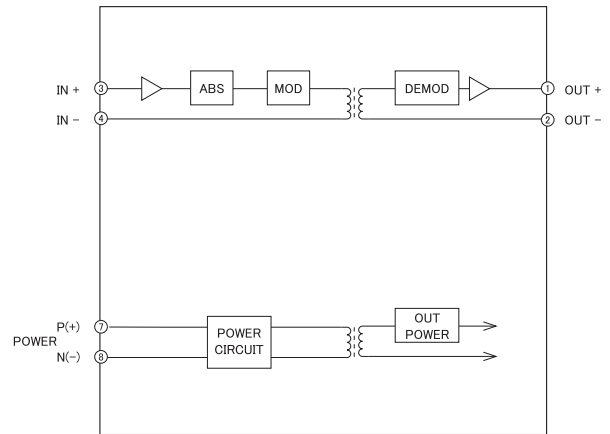 IN + ③ ABS MOD DEMOD ① OUT +
IN - ④ ② OUT -
POWER
P(+) ⑦
N(-) ⑧
POWER
CIRCUIT
OUT
POWER